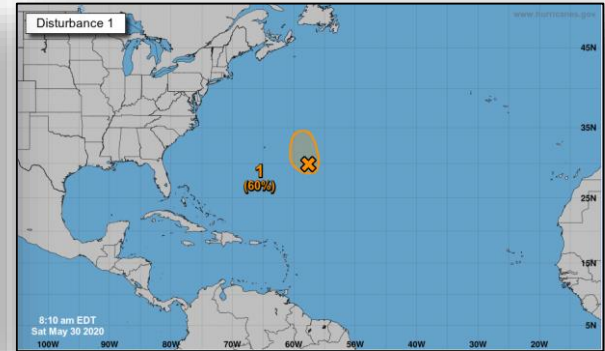 Disturbance 1
www.hurricanes.gov
45N
35N
1
(60%)
25N
15N
8:10 am EDT
Sat May 30 2020
5N
100W 90W 80W 70W 60W 50W 40W 30W 20W 10W